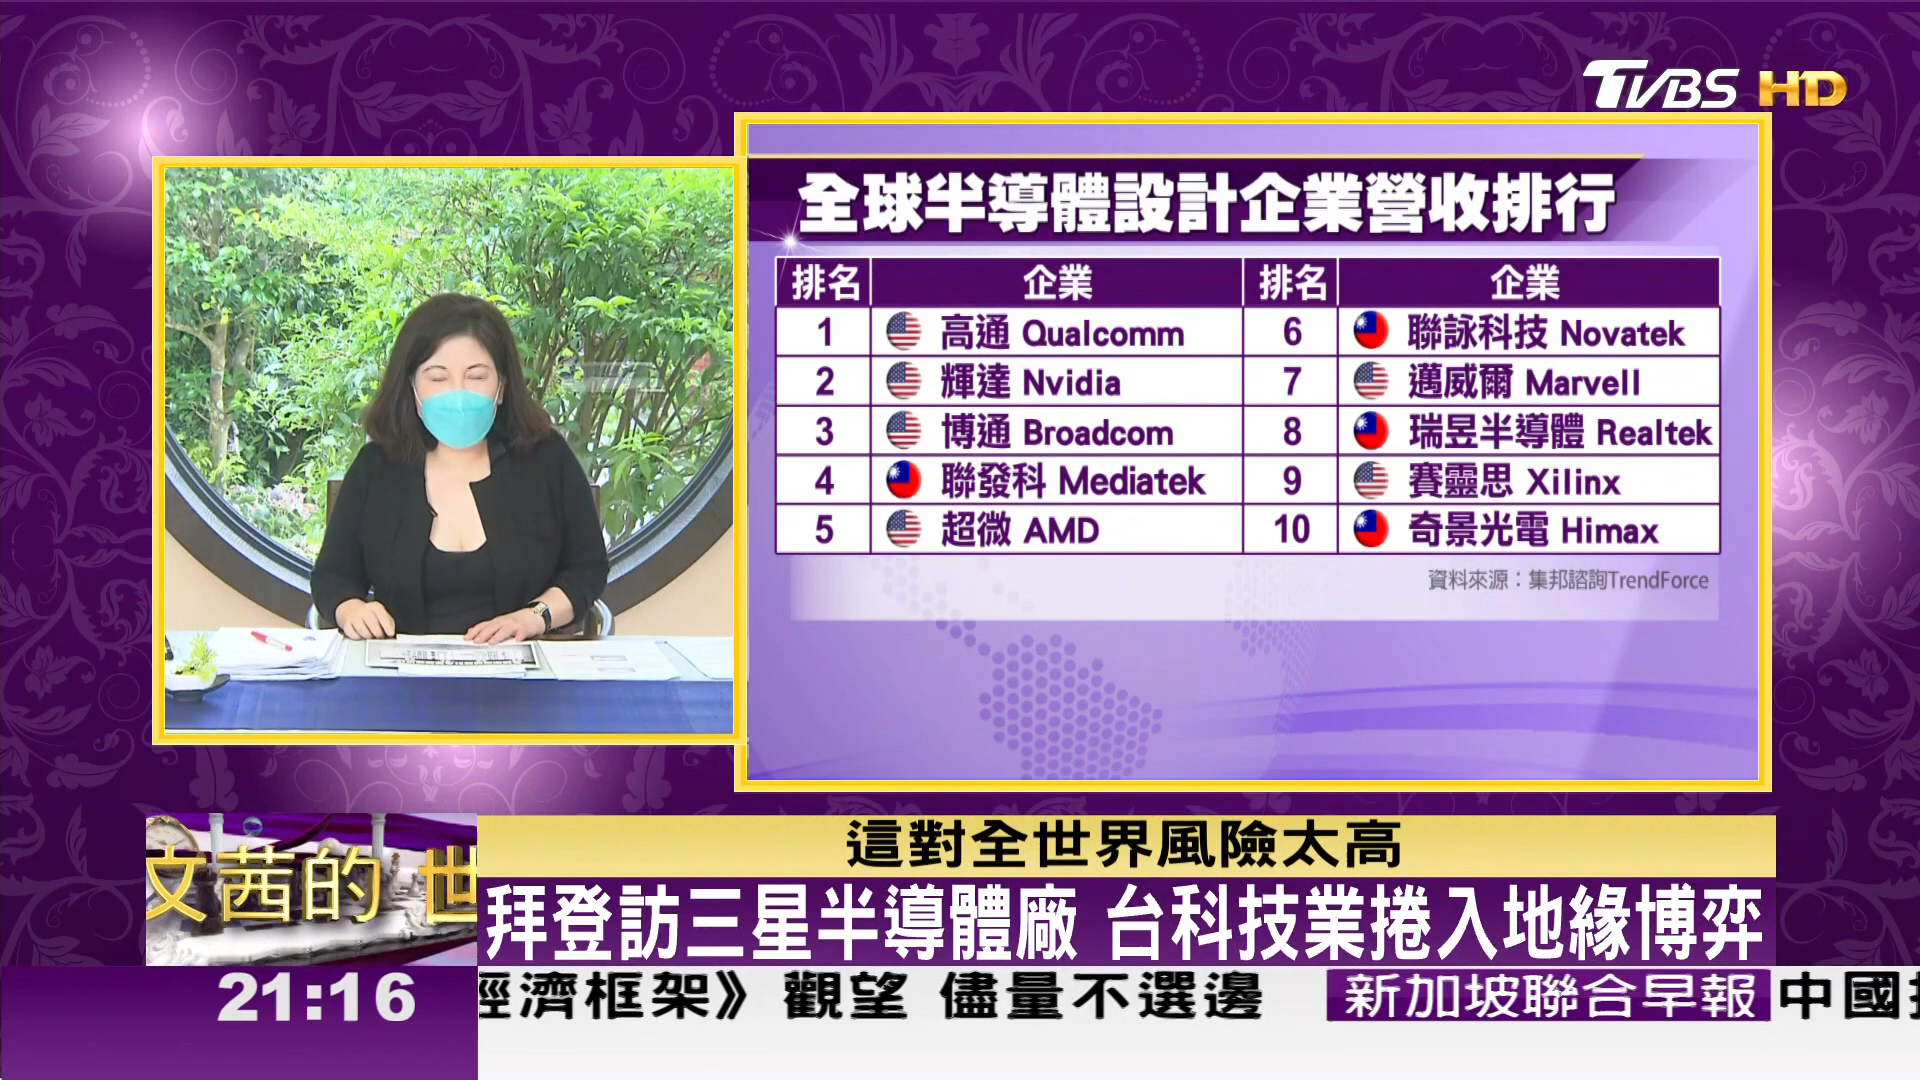 TVBS HD
全球半導體設計企業營收排行
排名 企業 排名 企業
1 高通 Qualcomm 6 聯詠科技 Novatek
2 輝達 Nvidia 7 邁威爾 Marvell
3 博通 Broadcom 8 瑞昱半導體 Realtek
4 聯發科 Mediatek 9 賽靈思 Xilinx
5 超微 AMD 10 奇景光電 Himax
資料來源：集邦諮詢TrendForce
這對全世界風險太高
文茜的 世
拜登訪三星半導體廠 台科技業捲入地緣博弈
21:16
經濟框架》觀望 儘量不選邊 新加坡聯合早報 中國